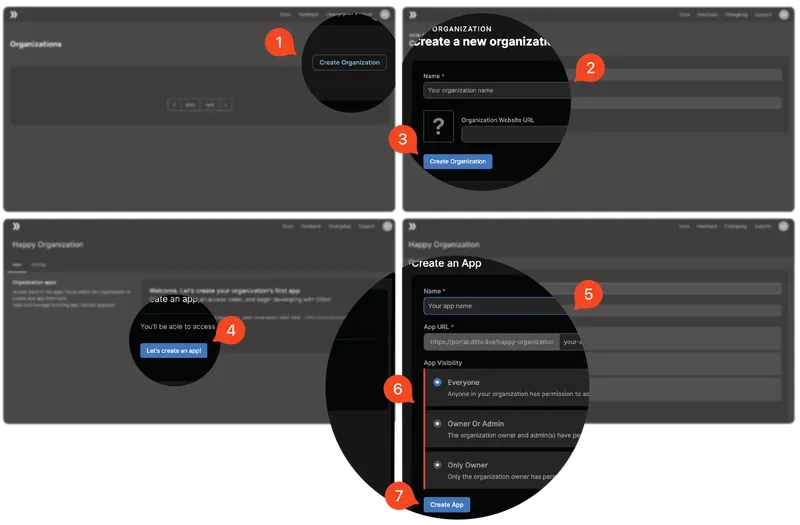 Docs Feedback
Organizations
1
Create Organization
prev next
Docs Feedback Changelog Support
ORGANIZATION
Create a new organizatio
2
Name *
Your organization name
?
Organization Website URL
3
Create Organization
Docs Feedback Changelog Support
Happy Organization
Apps
Organization apps
Welcome. Let's create your organization's first app
eate an app,
an access token, and begin developing with Ditto!
You'll be able to access
4
Let's create an app!
Docs Feedback Changelog Support
Happy Organization
Create an App
Name *
5
Your app name
App URL *
https://portal.ditto.live/happy-organization your-a
App Visibility
6
Everyone
Anyone in your organization has permission to ac
Owner Or Admin
The organization owner and admin(s) have pe
Only Owner
Only the organization owner has perm
7
Create App